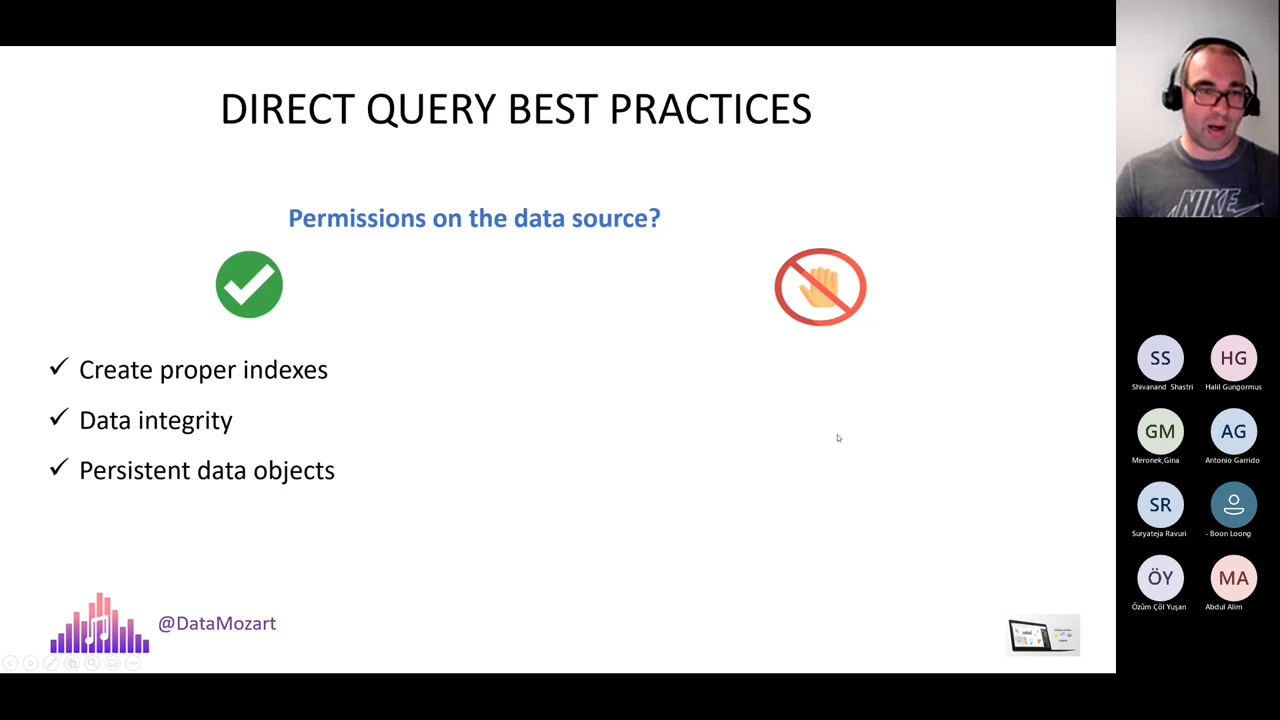 DIRECT QUERY BEST PRACTICES
Permissions on the data source?
Create proper indexes
Data integrity
Persistent data objects
@DataMozart
NIKE
SS
HG
Shivanand Shastri
Halil Gungormus
GM
AG
Meronek,Gina
Antonio Garrido
SR
Suryateja Ravuri
- Boon Loong
ÖY
MA
Özüm Çöl Yuşan
Abdul Alim